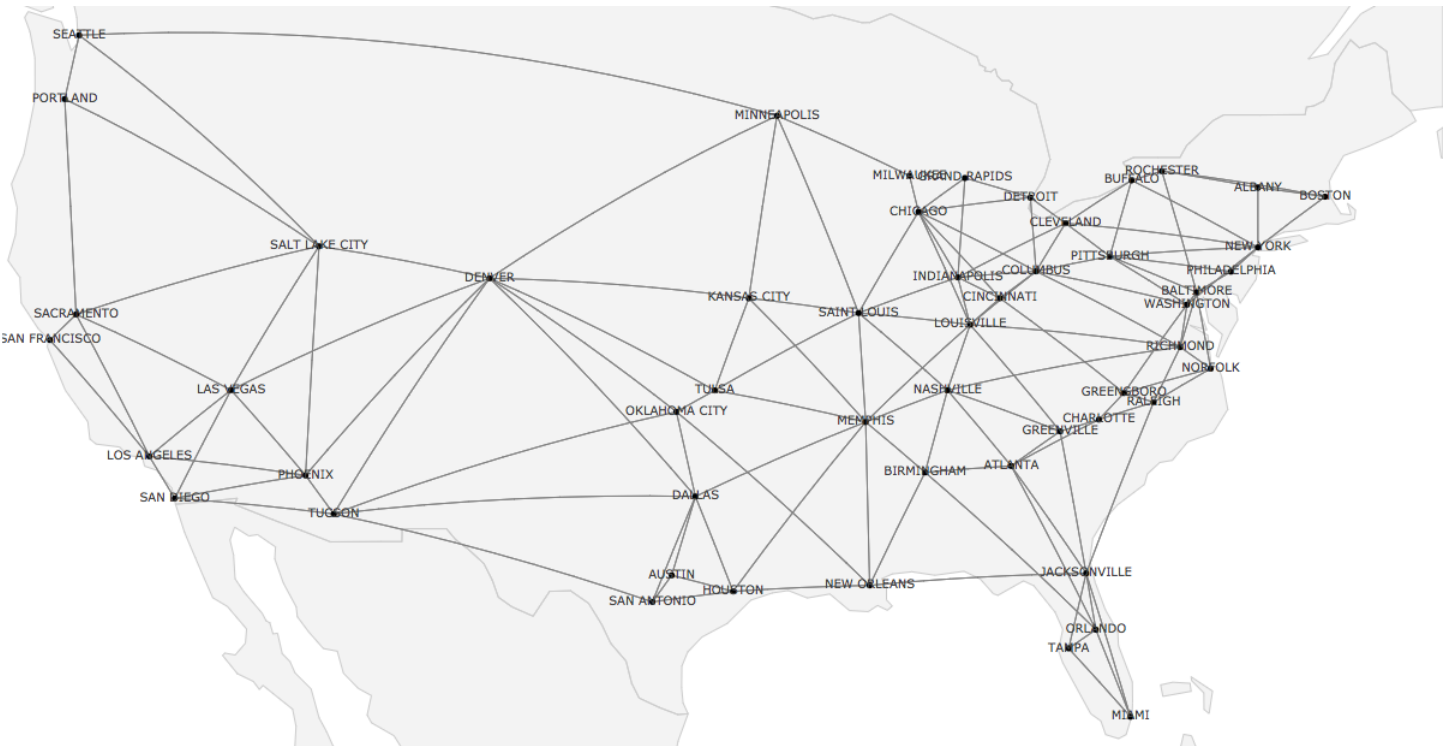 SEATTLE
PORTLAND
MINNEAPOLIS
ROCHESTER
MILWAUKEE
GRAND RAPIDS
BUFFALO
ALBANY
DETROIT
BOSTON
CHICAGO
CLEVELAND
SALT LAKE CITY
NEW YORK
PITTSBURGH
DENVER
INDIANAPOLIS
COLUMBUS
PHILADELPHIA
KANSAS CITY
CINCINNATI
BALTIMORE
WASHINGTON
SACRAMENTO
SAINT LOUIS
LOUISVILLE
SAN FRANCISCO
RICHMOND
NORFOLK
LAS VEGAS
TULSA
NASHVILLE
GREENSBORO
RALEIGH
OKLAHOMA CITY
MEMPHIS
CHARLOTTE
GREENVILLE
LOS ANGELES
PHOENIX
BIRMINGHAM
ATLANTA
SAN DIEGO
DALLAS
TUCSON
AUSTIN
JACKSONVILLE
HOUSTON
NEW ORLEANS
SAN ANTONIO
ORLANDO
TAMPA
MIAMI